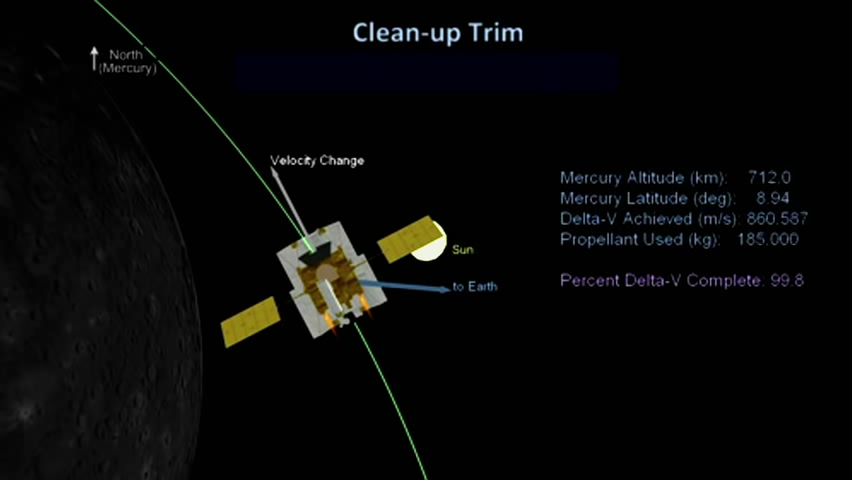 Clean-up Trim
North
(Mercury)
Velocity Change
Mercury Altitude (km): 712.0
Mercury Latitude (deg): 8.94
Delta-V Achieved (m/s): 860.587
Propellant Used (kg): 185.000
Sun
Percent Delta-V Complete: 99.8
to Earth